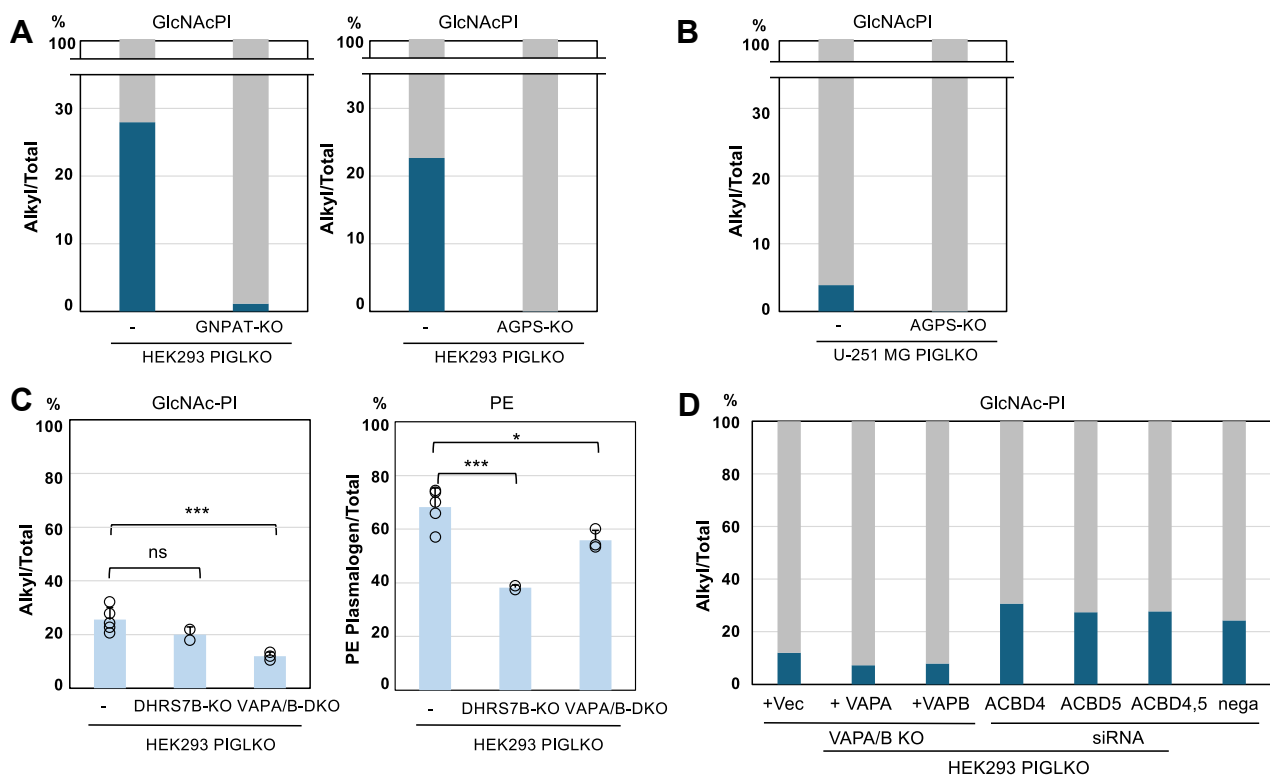 A
%
GlcNAcPI
100
30
20
10
0
Alkyl/Total
-
GNPAT-KO
HEK293 PIGLKO
%
GlcNAcPI
100
30
20
10
0
Alkyl/Total
-
AGPS-KO
HEK293 PIGLKO
B
%
GlcNAcPI
100
30
20
10
0
Alkyl/Total
-
AGPS-KO
U-251 MG PIGLKO
C
%
GlcNAc-PI
100
80
60
40
20
0
Alkyl/Total
***
ns
-
DHRS7B-KO
VAPA/B-DKO
HEK293 PIGLKO
%
PE
100
80
60
40
20
0
PE Plasmalogen/Total
*
***
-
DHRS7B-KO
VAPA/B-DKO
HEK293 PIGLKO
D
%
GlcNAc-PI
100
80
60
40
20
0
Alkyl/Total
+Vec
+ VAPA
+VAPB
ACBD4
ACBD5
ACBD4,5
nega
VAPA/B KO
siRNA
HEK293 PIGLKO